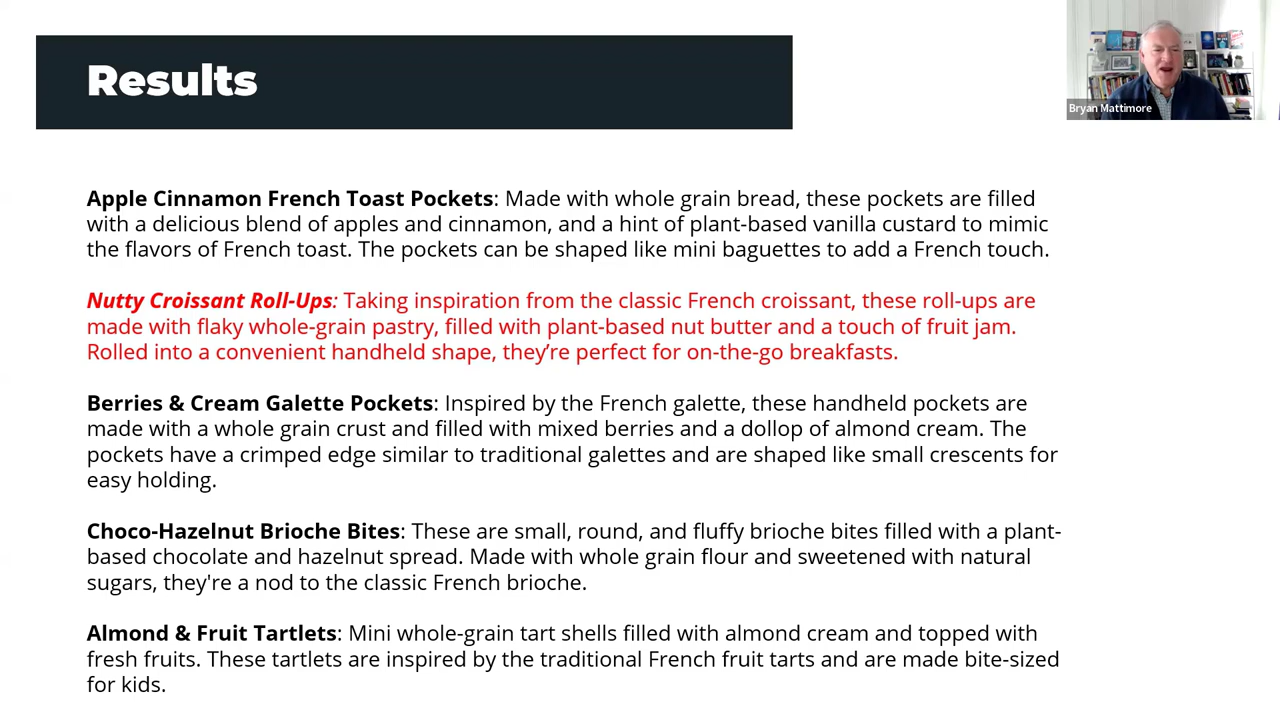 Results
Bryan Mattimore
Apple Cinnamon French Toast Pockets: Made with whole grain bread, these pockets are filled
with a delicious blend of apples and cinnamon, and a hint of plant-based vanilla custard to mimic
the flavors of French toast. The pockets can be shaped like mini baguettes to add a French touch.
Nutty Croissant Roll-Ups: Taking inspiration from the classic French croissant, these roll-ups are
made with flaky whole-grain pastry, filled with plant-based nut butter and a touch of fruit jam.
Rolled into a convenient handheld shape, they’re perfect for on-the-go breakfasts.
Berries & Cream Galette Pockets: Inspired by the French galette, these handheld pockets are
made with a whole grain crust and filled with mixed berries and a dollop of almond cream. The
pockets have a crimped edge similar to traditional galettes and are shaped like small crescents for
easy holding.
Choco-Hazelnut Brioche Bites: These are small, round, and fluffy brioche bites filled with a plant-
based chocolate and hazelnut spread. Made with whole grain flour and sweetened with natural
sugars, they're a nod to the classic French brioche.
Almond & Fruit Tartlets: Mini whole-grain tart shells filled with almond cream and topped with
fresh fruits. These tartlets are inspired by the traditional French fruit tarts and are made bite-sized
for kids.